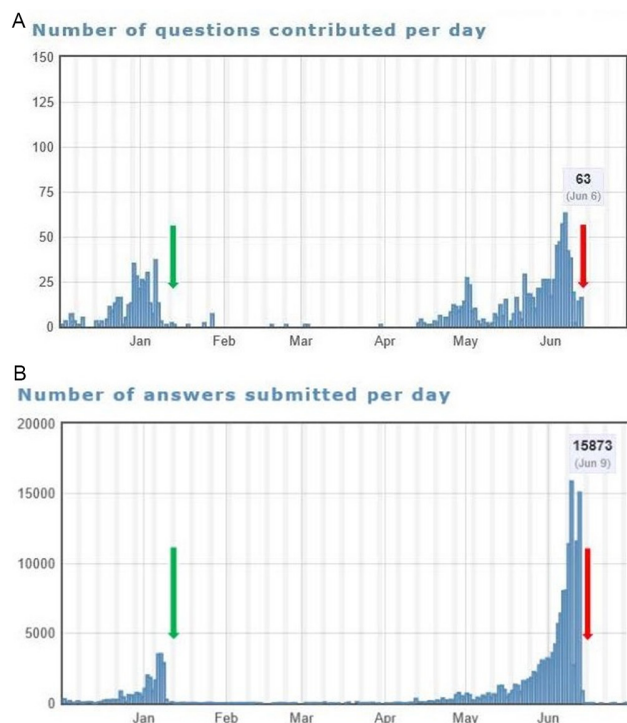 A
Number of questions contributed per day
150
125
100
75
50
25
0
63
(Jun 6)
Jan Feb Mar Apr May Jun
B
Number of answers submitted per day
20000
15000
10000
5000
0
15873
(Jun 9)
Jan Feb Mar Apr May Jun